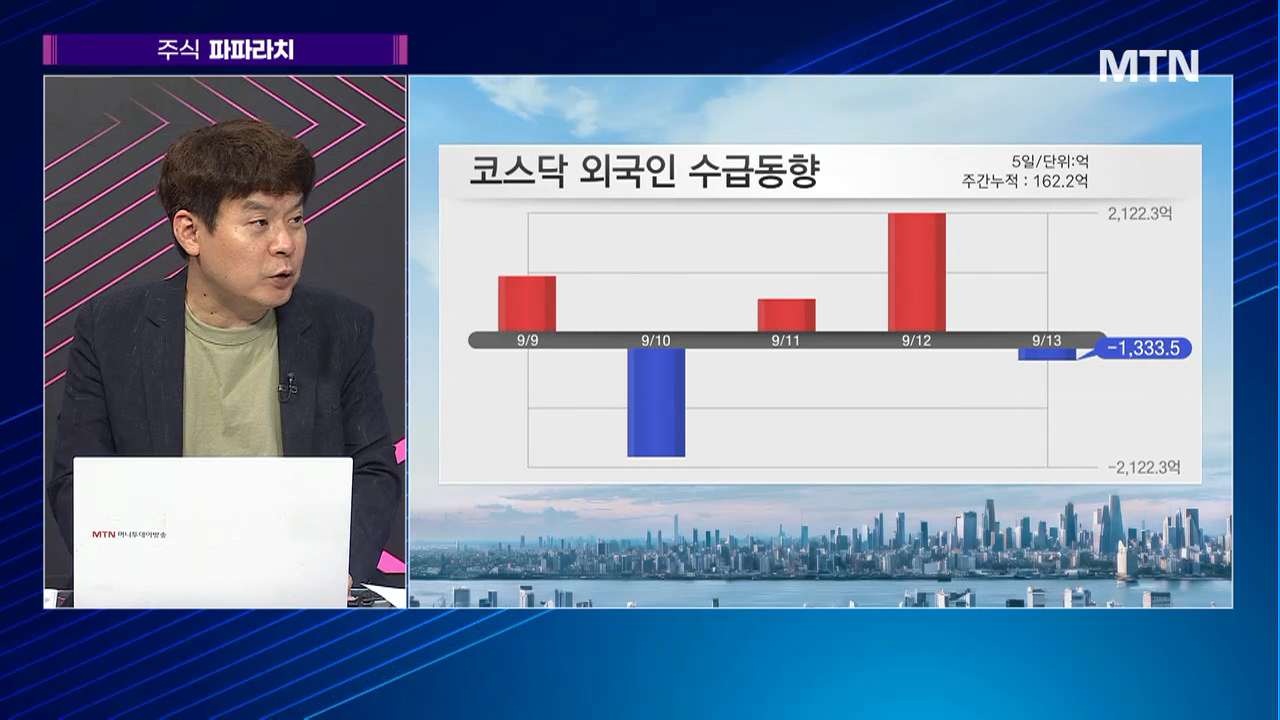 주식 파파라치
MTN
코스닥 외국인 수급동향
5일/단위:억
주간누적 : 162.2억
2,122.3억
9/9
9/10
9/11
9/12
9/13
-1,333.5
-2,122.3억
MTN 머니투데이방송